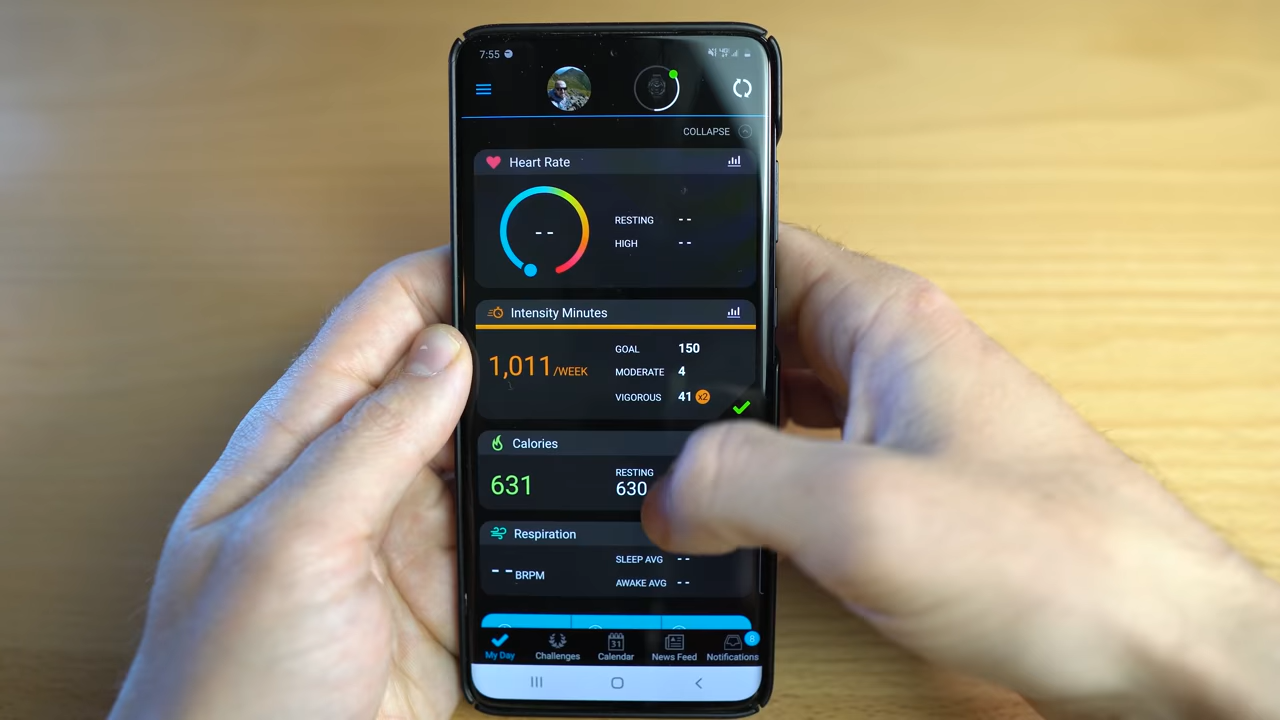 7:55
COLLAPSE
Heart Rate
--
RESTING --
HIGH --
Intensity Minutes
1,011/WEEK
GOAL 150
MODERATE 4
VIGOROUS 41 x2
Calories
631
RESTING
630
Respiration
-- BRPM
SLEEP AVG --
AWAKE AVG --
31
8
My Day Challenges Calendar News Feed Notifications